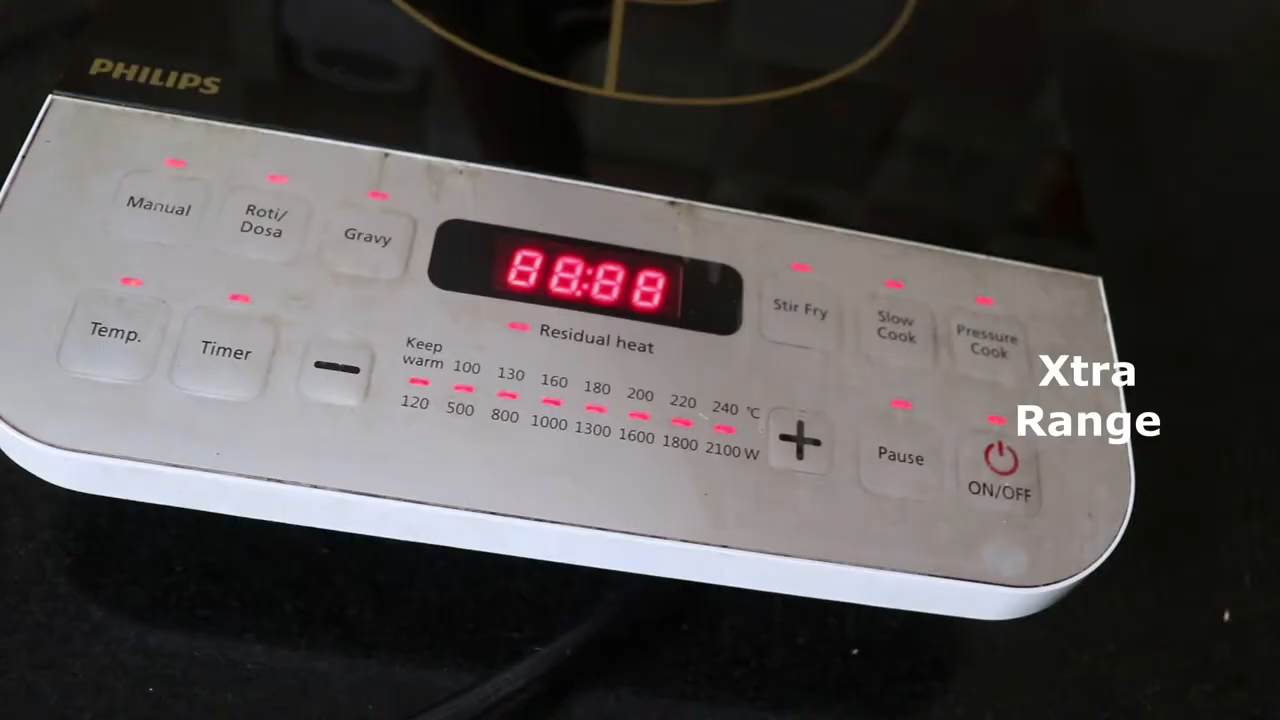 PHILIPS
Manual
Roti/
Dosa
Gravy
88:88
Stir Fry
Slow
Cook
Pressure
Cook
Temp.
Timer
Residual heat
Keep
warm 100 130 160 180 200 220 240 °C
120 500 800 1000 1300 1600 1800 2100 W
Pause
ON/OFF
Xtra
Range